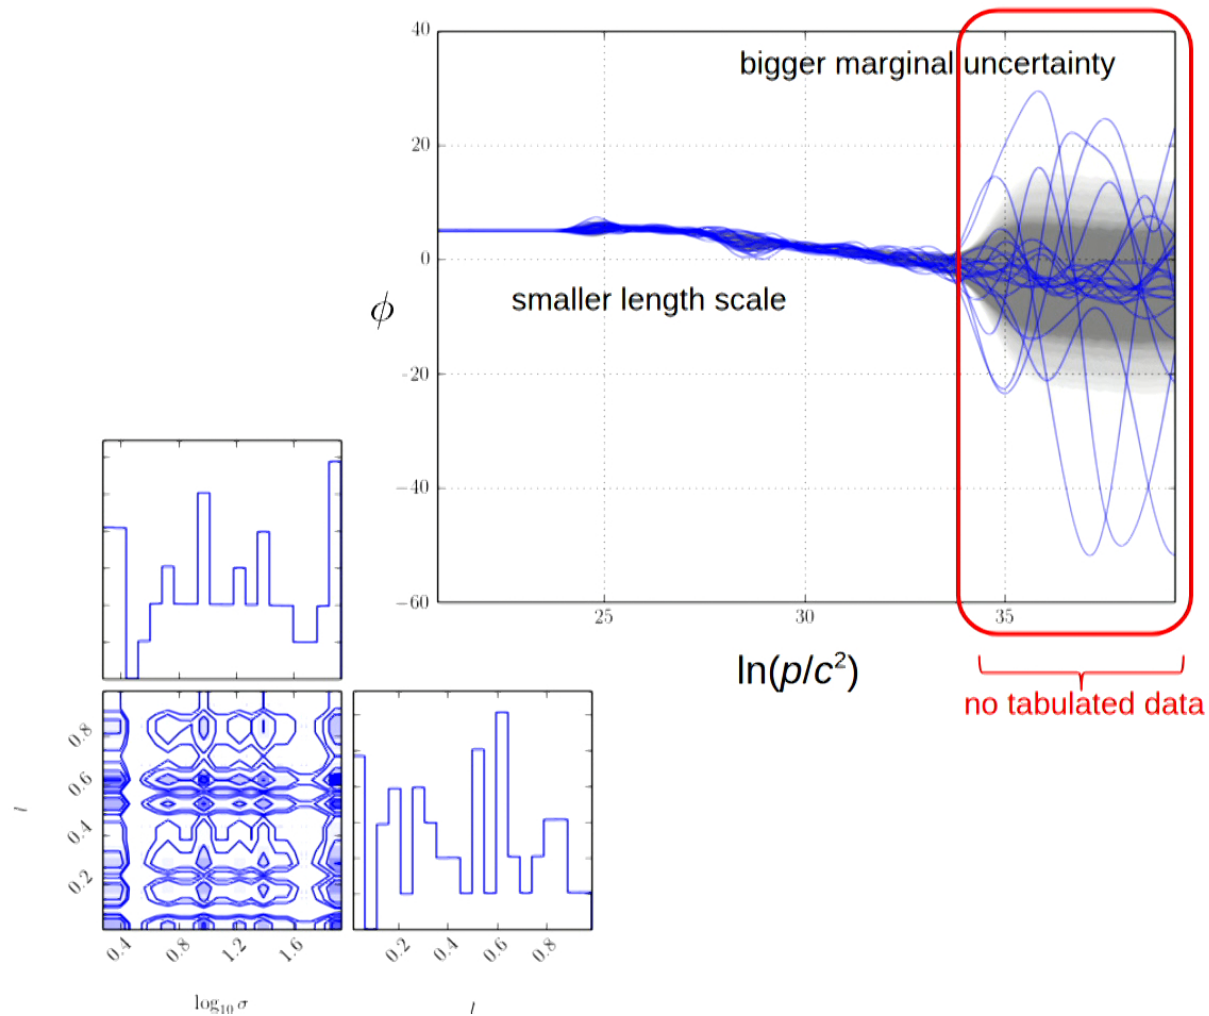 40
bigger marginal uncertainty
20
0
ϕ
smaller length scale
-20
−40
−60
25 30 35
ln(p/c²)
no tabulated data
0.8
0.6
0.4
0.2
l
0.4 0.8 1.2 1.6
0.2 0.4 0.6 0.8
log₁₀ σ
l